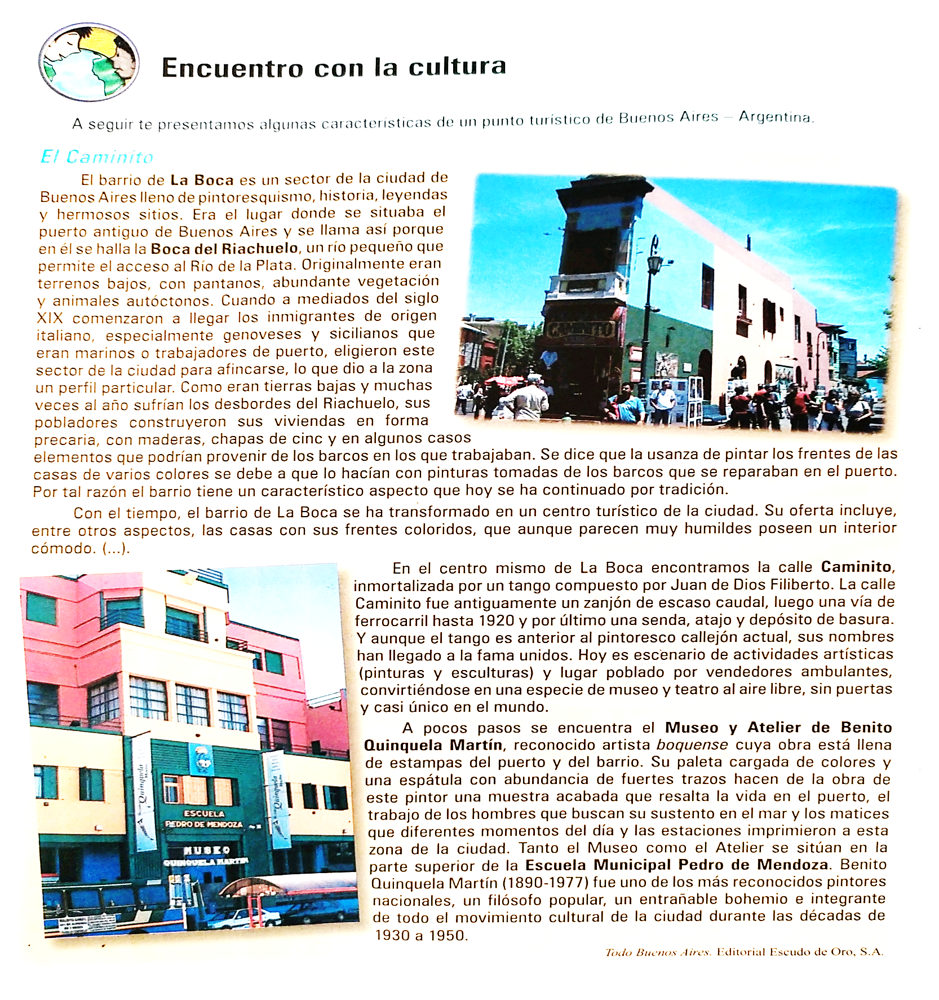 Encuentro con la cultura
A seguir te presentamos algunas características de un punto turístico de Buenos Aires – Argentina.
El Caminito
El barrio de La Boca es un sector de la ciudad de
Buenos Aires lleno de pintoresquismo, historia, leyendas
y hermosos sitios. Era el lugar donde se situaba el
puerto antiguo de Buenos Aires y se llama así porque
en él se halla la Boca del Riachuelo, un río pequeño que
permite el acceso al Río de la Plata. Originalmente eran
terrenos bajos, con pantanos, abundante vegetación
y animales autóctonos. Cuando a mediados del siglo
XIX comenzaron a llegar los inmigrantes de origen
italiano, especialmente genoveses y sicilianos que
eran marinos o trabajadores de puerto, eligieron este
sector de la ciudad para afincarse, lo que dio a la zona
un perfil particular. Como eran tierras bajas y muchas
veces al año sufrían los desbordes del Riachuelo, sus
pobladores construyeron sus viviendas en forma
precaria, con maderas, chapas de cinc y en algunos casos
elementos que podrían provenir de los barcos en los que trabajaban. Se dice que la usanza de pintar los frentes de las
casas de varios colores se debe a que lo hacían con pinturas tomadas de los barcos que se reparaban en el puerto.
Por tal razón el barrio tiene un característico aspecto que hoy se ha continuado por tradición.
CAMINITO
Con el tiempo, el barrio de La Boca se ha transformado en un centro turístico de la ciudad. Su oferta incluye,
entre otros aspectos, las casas con sus frentes coloridos, que aunque parecen muy humildes poseen un interior
cómodo. (...).
En el centro mismo de La Boca encontramos la calle Caminito,
inmortalizada por un tango compuesto por Juan de Dios Filiberto. La calle
Caminito fue antiguamente un zanjón de escaso caudal, luego una vía de
ferrocarril hasta 1920 y por último una senda, atajo y depósito de basura.
Y aunque el tango es anterior al pintoresco callejón actual, sus nombres
han llegado a la fama unidos. Hoy es escenario de actividades artísticas
(pinturas y esculturas) y lugar poblado por vendedores ambulantes,
convirtiéndose en una especie de museo y teatro al aire libre, sin puertas
y casi único en el mundo.
A pocos pasos se encuentra el Museo y Atelier de Benito
Quinquela Martín, reconocido artista boquense cuya obra está llena
de estampas del puerto y del barrio. Su paleta cargada de colores y
una espátula con abundancia de fuertes trazos hacen de la obra de
este pintor una muestra acabada que resalta la vida en el puerto, el
trabajo de los hombres que buscan su sustento en el mar y los matices
que diferentes momentos del día y las estaciones imprimieron a esta
zona de la ciudad. Tanto el Museo como el Atelier se sitúan en la
parte superior de la Escuela Municipal Pedro de Mendoza. Benito
Quinquela Martín (1890-1977) fue uno de los más reconocidos pintores
nacionales, un filósofo popular, un entrañable bohemio e integrante
de todo el movimiento cultural de la ciudad durante las décadas de
1930 a 1950.
Quinquela
Quinquela
ESCUELA
PEDRO DE MENDOZA
MUSEO
QUINQUELA MARTIN
Todo Buenos Aires. Editorial Escudo de Oro, S.A.